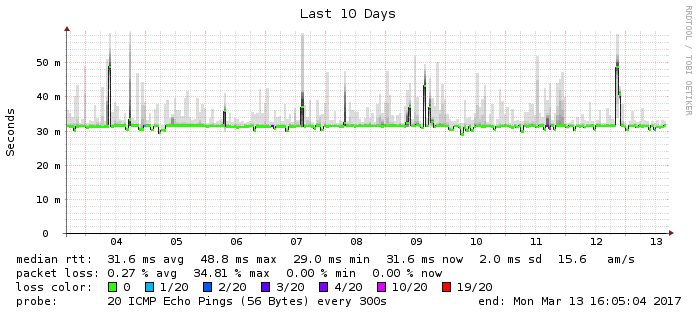 Last 10 Days
RRDTOOL / TOBI OETIKER
Seconds
50 m
40 m
30 m
20 m
10 m
0
04 05 06 07 08 09 10 11 12 13
median rtt: 31.6 ms avg 48.8 ms max 29.0 ms min 31.6 ms now 2.0 ms sd 15.6 am/s
packet loss: 0.27 % avg 34.81 % max 0.00 % min 0.00 % now
loss color: 0 1/20 2/20 3/20 4/20 10/20 19/20
probe: 20 ICMP Echo Pings (56 Bytes) every 300s end: Mon Mar 13 16:05:04 2017